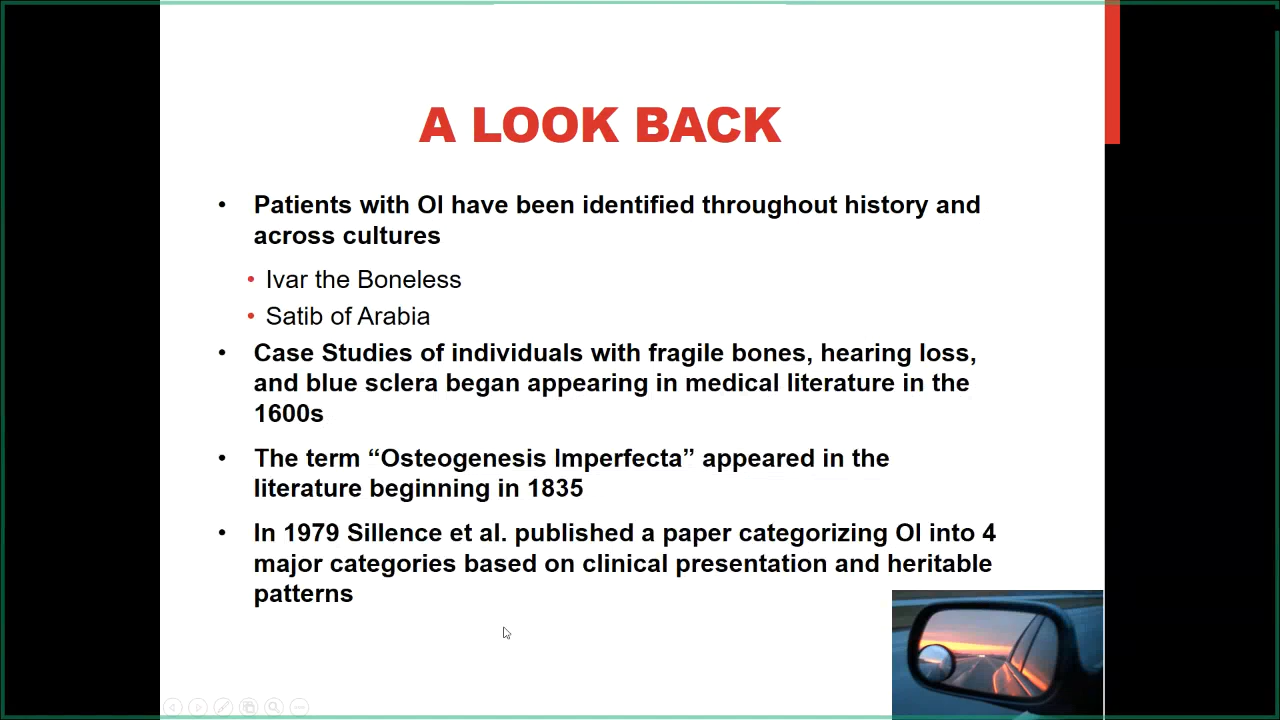 A LOOK BACK
• Patients with OI have been identified throughout history and
across cultures
• Ivar the Boneless
• Satib of Arabia
• Case Studies of individuals with fragile bones, hearing loss,
and blue sclera began appearing in medical literature in the
1600s
• The term “Osteogenesis Imperfecta” appeared in the
literature beginning in 1835
• In 1979 Sillence et al. published a paper categorizing OI into 4
major categories based on clinical presentation and heritable
patterns